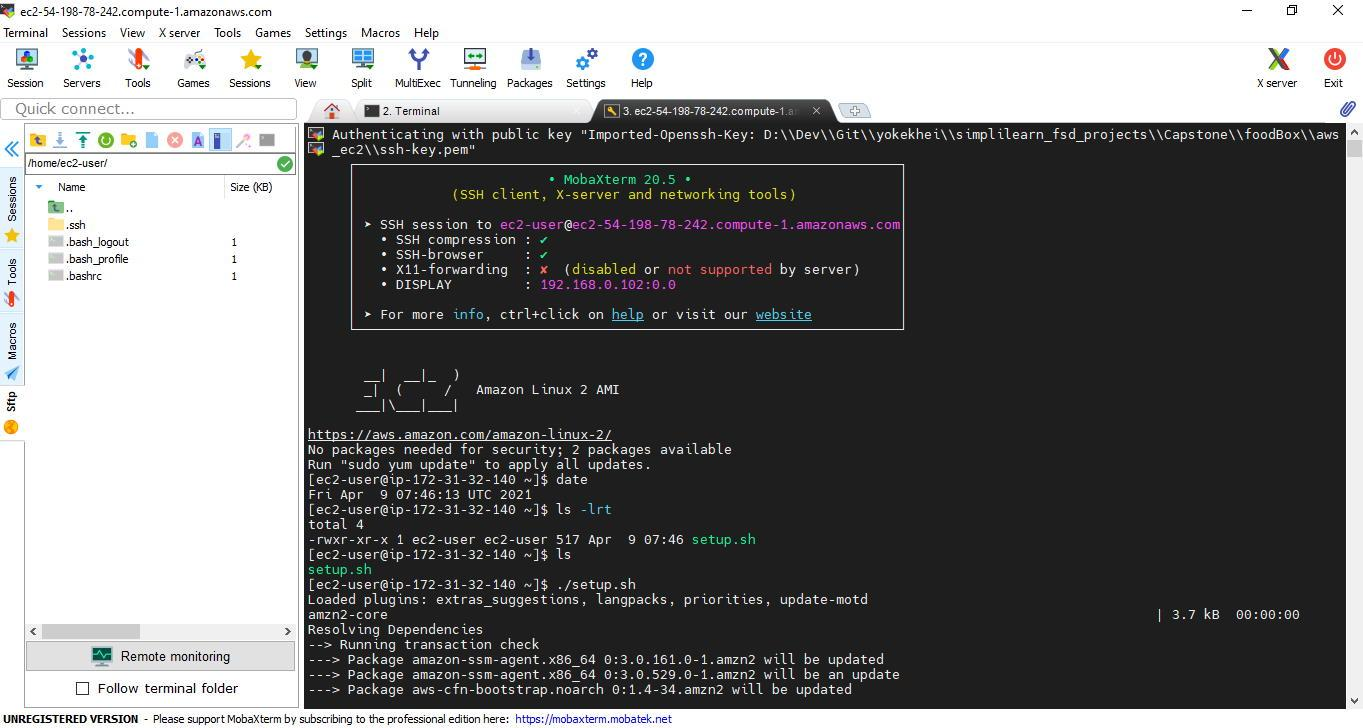 ec2-54-198-78-242.compute-1.amazonaws.com
Terminal Sessions View X server Tools Games Settings Macros Help
Session Servers Tools Games Sessions View Split MultiExec Tunneling Packages Settings Help X server Exit
Quick connect...
2. Terminal
3. ec2-54-198-78-242.compute-1.a
/home/ec2-user/
Name Size (KB)
..
.ssh
.bash_logout 1
.bash_profile 1
.bashrc 1
Sessions
Tools
Macros
Sftp
Remote monitoring
Follow terminal folder
Authenticating with public key "Imported-Openssh-Key: D:\\Dev\\Git\\yokekhei\\simplilearn_fsd_projects\\Capstone\\foodBox\\aws
_ec2\\ssh-key.pem"
• MobaXterm 20.5 •
(SSH client, X-server and networking tools)
➤ SSH session to ec2-user@ec2-54-198-78-242.compute-1.amazonaws.com
• SSH compression : ✔
• SSH-browser : ✔
• X11-forwarding : ✘ (disabled or not supported by server)
• DISPLAY : 192.168.0.102:0.0
➤ For more info, ctrl+click on help or visit our website
__| __|_ )
_| ( / Amazon Linux 2 AMI
___|\___|___|
https://aws.amazon.com/amazon-linux-2/
No packages needed for security; 2 packages available
Run "sudo yum update" to apply all updates.
[ec2-user@ip-172-31-32-140 ~]$ date
Fri Apr  9 07:46:13 UTC 2021
[ec2-user@ip-172-31-32-140 ~]$ ls -lrt
total 4
-rwxr-xr-x 1 ec2-user ec2-user 517 Apr  9 07:46 setup.sh
[ec2-user@ip-172-31-32-140 ~]$ ls
setup.sh
[ec2-user@ip-172-31-32-140 ~]$ ./setup.sh
Loaded plugins: extras_suggestions, langpacks, priorities, update-motd
amzn2-core | 3.7 kB  00:00:00
Resolving Dependencies
--> Running transaction check
---> Package amazon-ssm-agent.x86_64 0:3.0.161.0-1.amzn2 will be updated
---> Package amazon-ssm-agent.x86_64 0:3.0.529.0-1.amzn2 will be an update
---> Package aws-cfn-bootstrap.noarch 0:1.4-34.amzn2 will be updated
UNREGISTERED VERSION - Please support MobaXterm by subscribing to the professional edition here: https://mobaxterm.mobatek.net